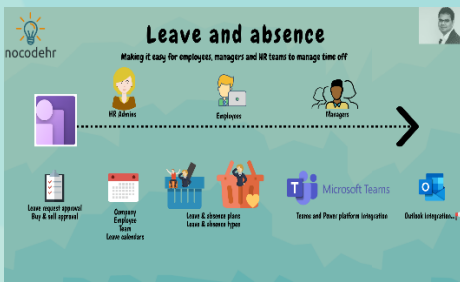 nocodehr
Leave and absence
Making it easy for employees, managers and HR teams to manage time off
HR Admins
Employees
Managers
Leave request approval
Buy & sell approval
Company
Employee
Team
Leave calendars
Leave & absence plans
Leave & absence types
Microsoft Teams
Teams and Power platform integration
Outlook integration...